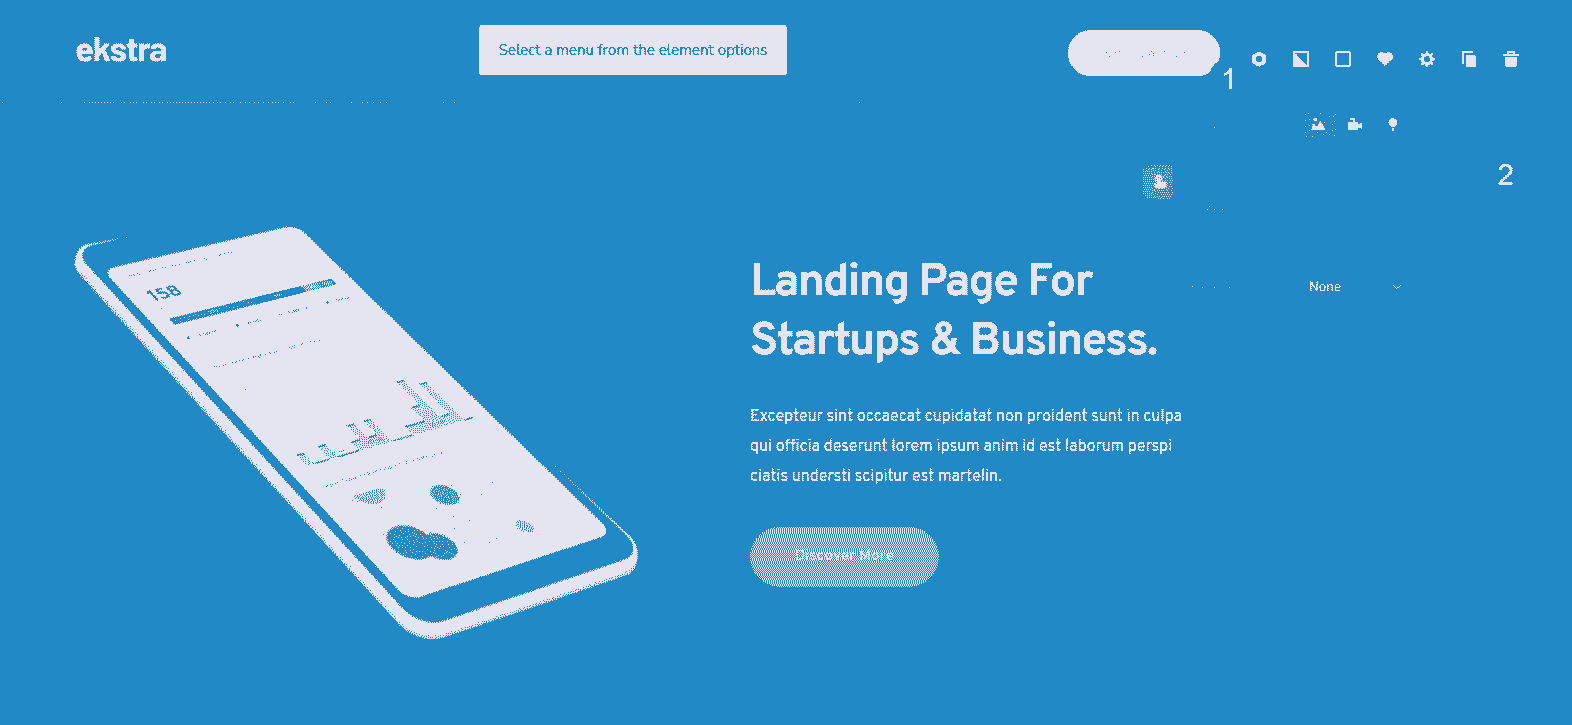 ekstra
Select a menu from the element options
1
2
None
158
Landing Page For
Startups & Business.
Excepteur sint occaecat cupidatat non proident sunt in culpa
qui officia deserunt lorem ipsum anim id est laborum perspi
ciatis understi scipitur est martelin.
Discover More